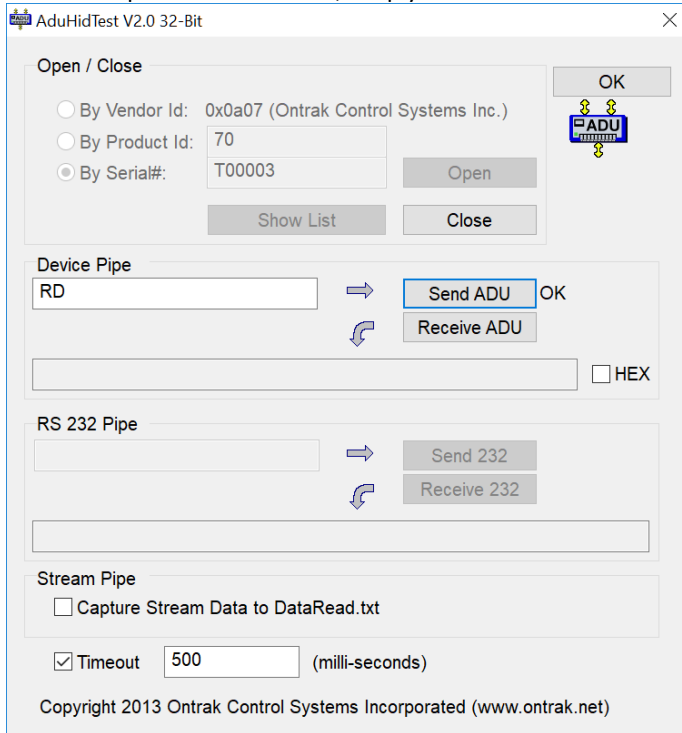 AduHidTest V2.0 32-Bit
Open / Close
OK
By Vendor Id: 0x0a07 (Ontrak Control Systems Inc.)
ADU
By Product Id: 70
By Serial#: T00003 Open
Show List Close
Device Pipe
RD Send ADU OK
Receive ADU
HEX
RS 232 Pipe
Send 232
Receive 232
Stream Pipe
Capture Stream Data to DataRead.txt
Timeout 500 (milli-seconds)
Copyright 2013 Ontrak Control Systems Incorporated (www.ontrak.net)